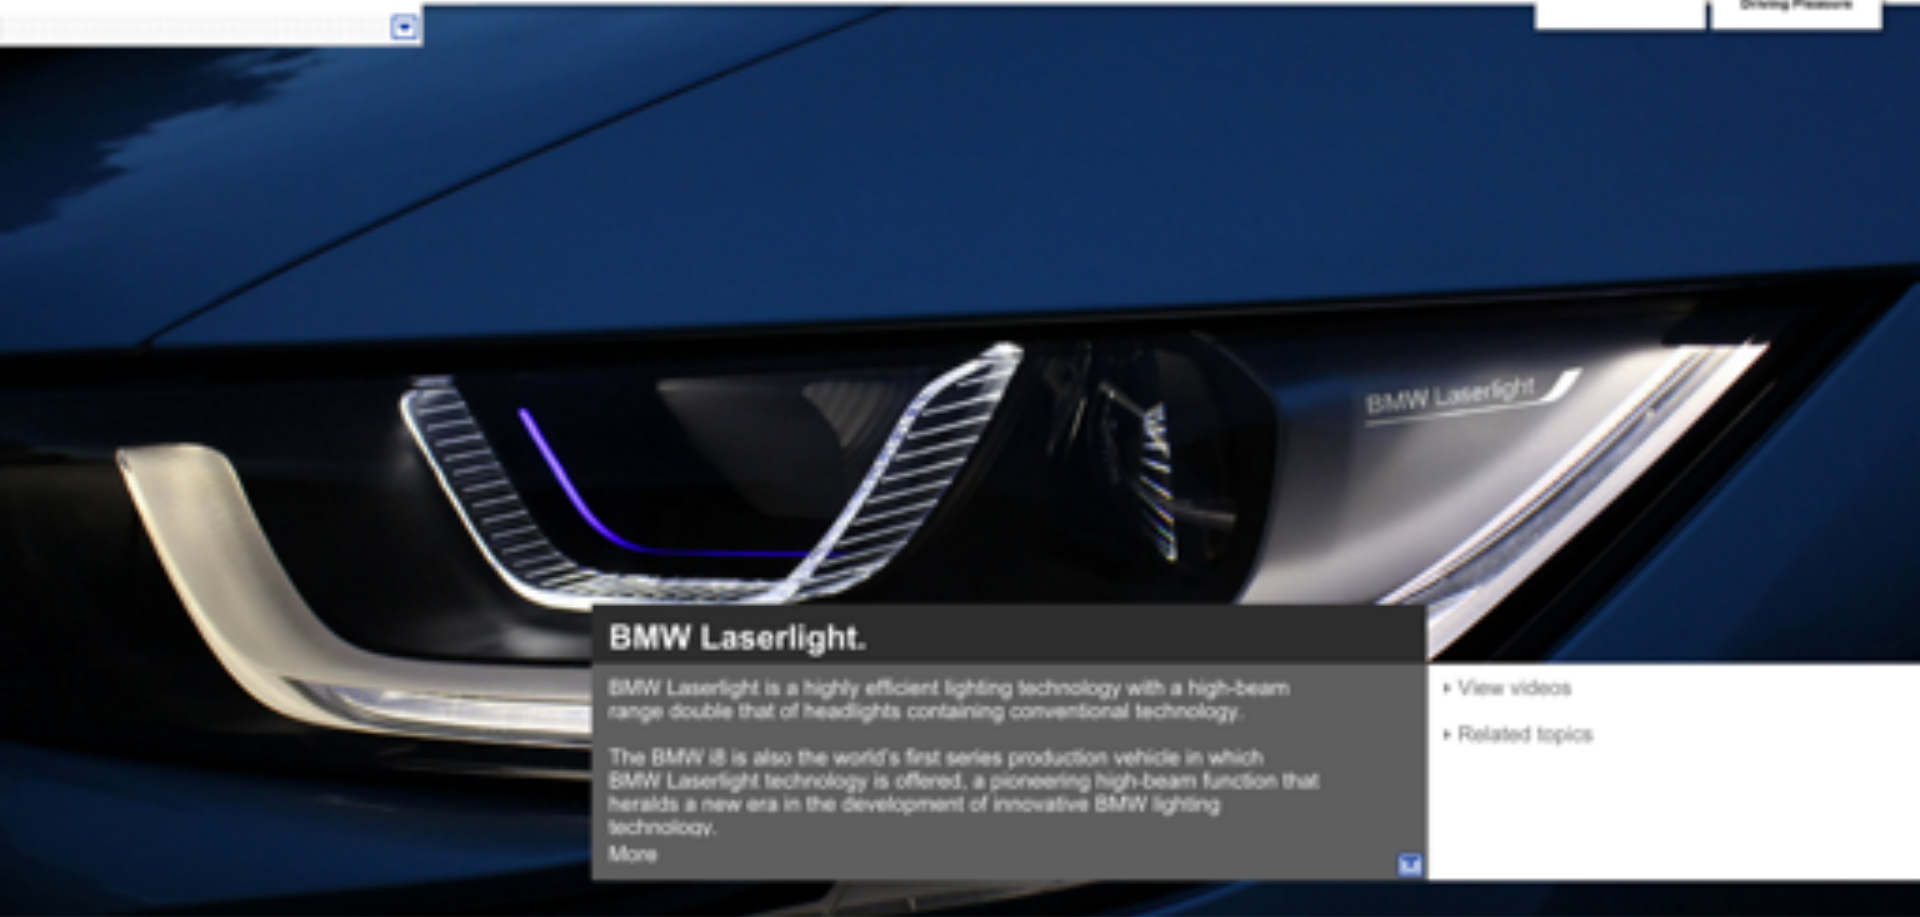 Driving Pleasure
BMW Laserlight
BMW Laserlight.
BMW Laserlight is a highly efficient lighting technology with a high-beam
range double that of headlights containing conventional technology.
The BMW i8 is also the world's first series production vehicle in which
BMW Laserlight technology is offered, a pioneering high-beam function that
heralds a new era in the development of innovative BMW lighting
technology.
More
View videos
Related topics